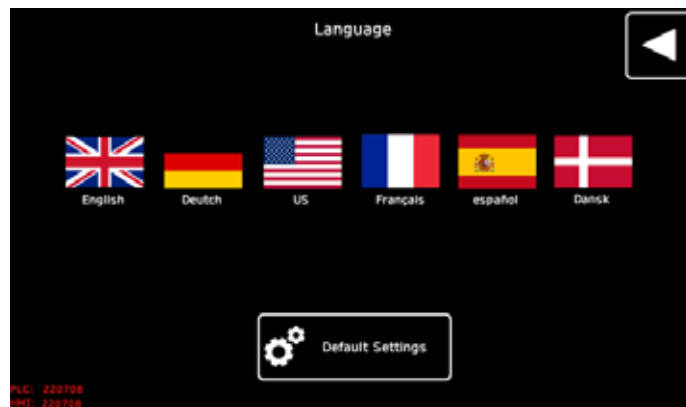 Language
English Deutch US Français español Dansk
Default Settings
PLC: 220708
HMI: 220708